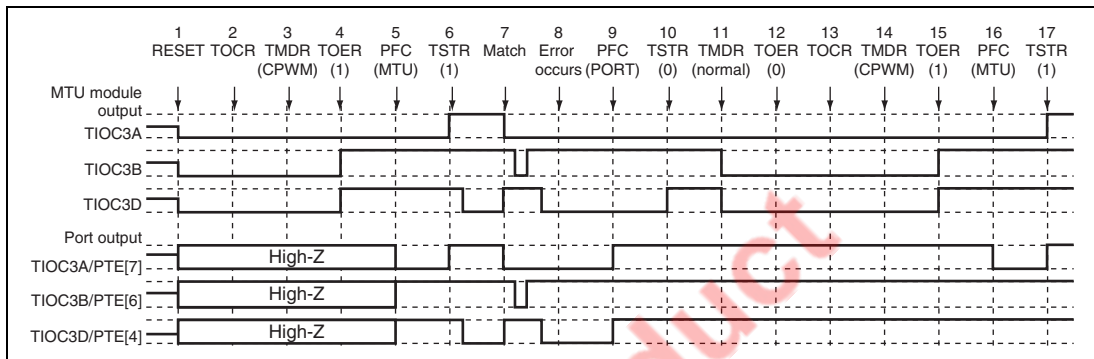 1 2 3 4 5 6 7 8 9 10 11 12 13 14 15 16 17
RESET TOCR TMDR TOER PFC TSTR Match Error PFC TSTR TMDR TOER TOCR TMDR TOER PFC TSTR
(CPWM) (1) (MTU) (1) occurs (PORT) (0) (normal) (0) (CPWM) (1) (MTU) (1)
MTU module
output
TIOC3A
TIOC3B
TIOC3D
Port output
TIOC3A/PTE[7] High-Z
TIOC3B/PTE[6] High-Z
TIOC3D/PTE[4] High-Z
duct